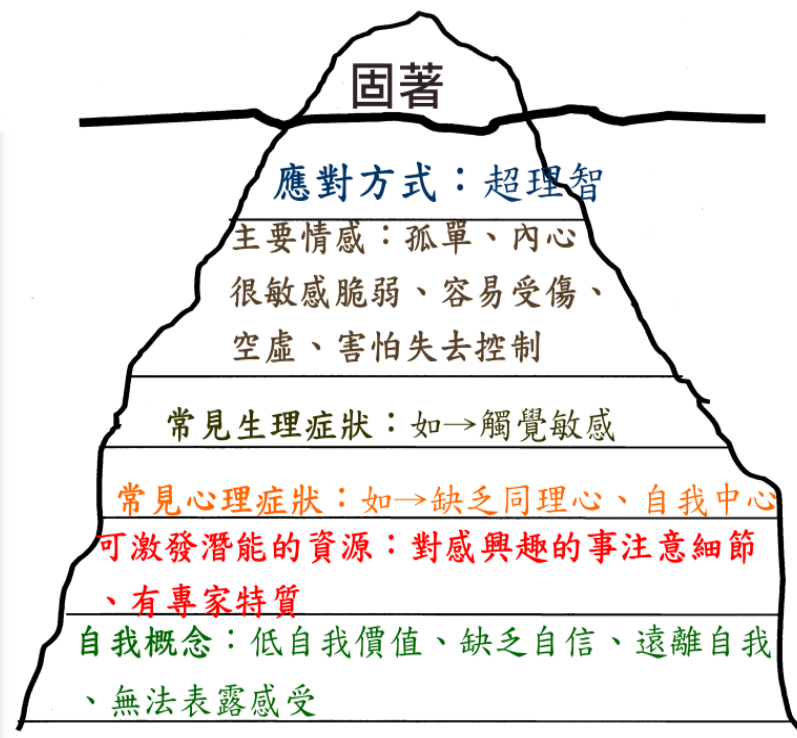 固著
應對方式：超理智
主要情感：孤單、內心
很敏感脆弱、容易受傷、
空虛、害怕失去控制
常見生理症狀：如→觸覺敏感
常見心理症狀：如→缺乏同理心、自我中心
可激發潛能的資源：對感興趣的事注意細節
、有專家特質
自我概念：低自我價值、缺乏自信、遠離自我
、無法表露感受